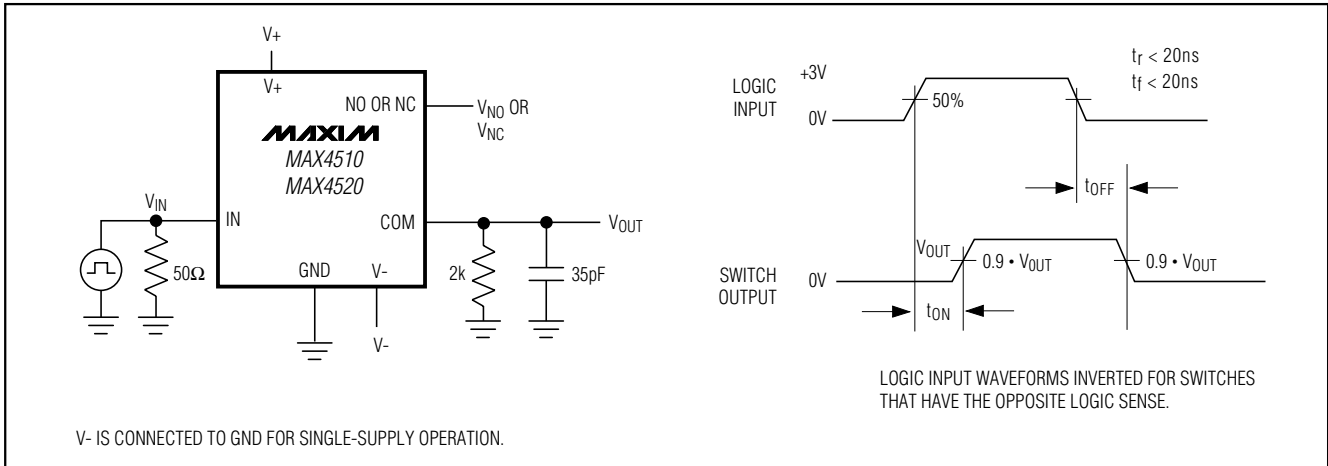 V+
V+
NO OR NC
V_NO OR
V_NC
MAXIM
MAX4510
MAX4520
V_IN
IN
COM
V_OUT
50Ω
GND
V-
2k
35pF
V-
V- IS CONNECTED TO GND FOR SINGLE-SUPPLY OPERATION.
t_r < 20ns
t_f < 20ns
LOGIC
INPUT
+3V
0V
50%
t_OFF
SWITCH
OUTPUT
V_OUT
0V
0.9 • V_OUT
0.9 • V_OUT
t_ON
LOGIC INPUT WAVEFORMS INVERTED FOR SWITCHES
THAT HAVE THE OPPOSITE LOGIC SENSE.